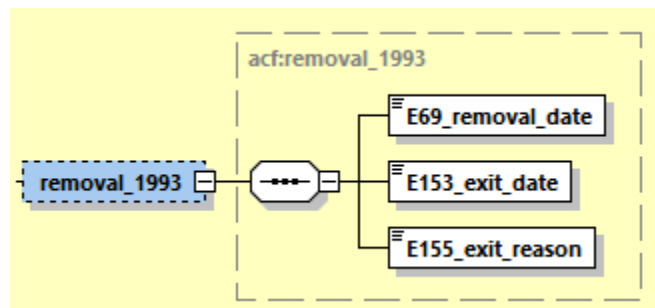 acf:removal_1993
E69_removal_date
removal_1993
E153_exit_date
E155_exit_reason